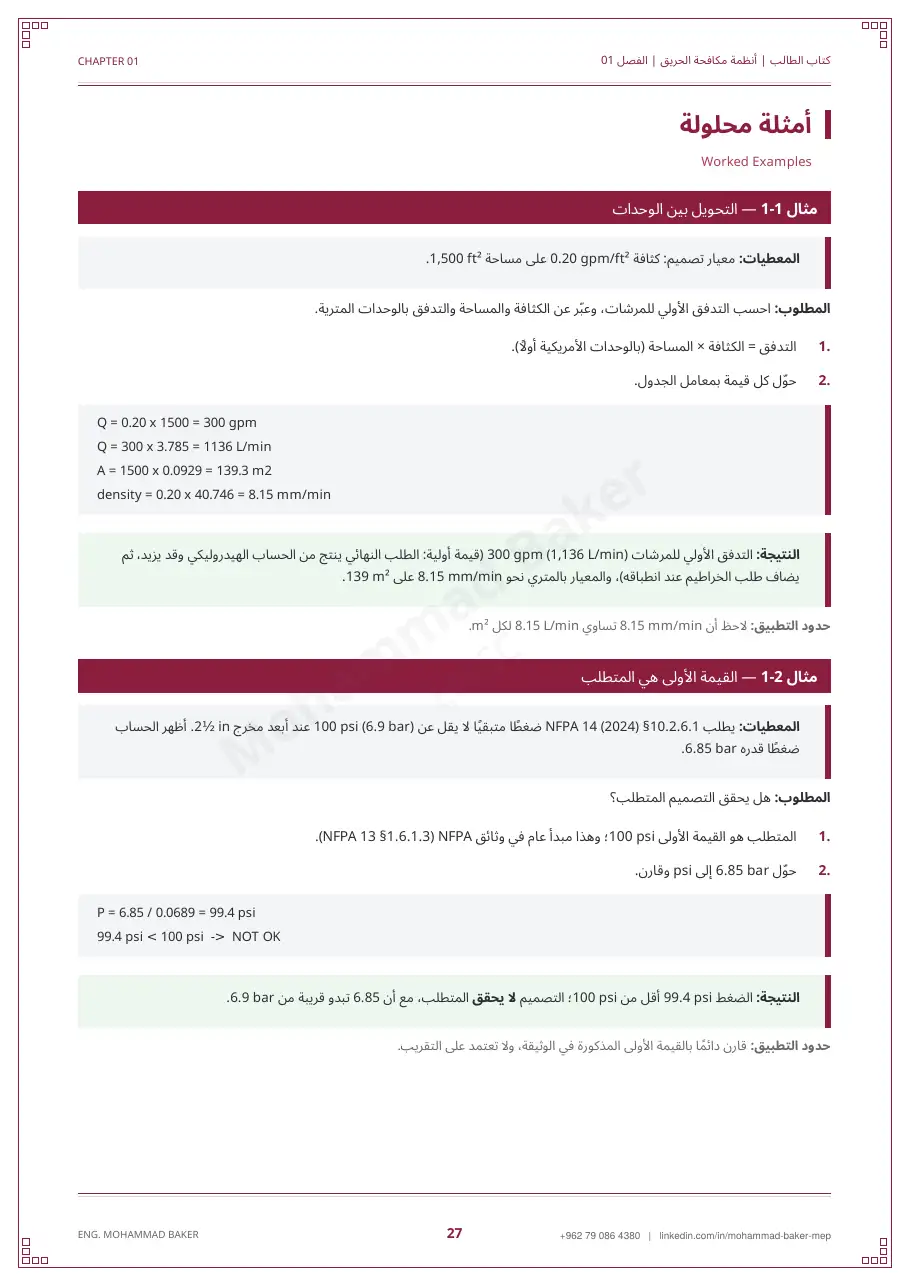 CHAPTER 01
كتاب الطالب | أنظمة مكافحة الحريق | الفصل 01
أمثلة محلولة
Worked Examples
مثال 1-1 — التحويل بين الوحدات
المعطيات: معيار تصميم: كثافة 0.20 gpm/ft² على مساحة 1,500 ft².
المطلوب: احسب التدفق الأولي للمرشات، وعبّر عن الكثافة والمساحة والتدفق بالوحدات المترية.
1. التدفق = الكثافة × المساحة (بالوحدات الأمريكية أولًا).
2. حوّل كل قيمة بمعامل الجدول.
Q = 0.20 x 1500 = 300 gpm
Q = 300 x 3.785 = 1136 L/min
A = 1500 x 0.0929 = 139.3 m2
density = 0.20 x 40.746 = 8.15 mm/min
النتيجة: التدفق الأولي للمرشات 300 gpm (1,136 L/min) (قيمة أولية: الطلب النهائي ينتج من الحساب الهيدروليكي وقد يزيد، ثم
يضاف طلب الخراطيم عند انطباقه)، والمعيار بالمتري نحو 8.15 mm/min على 139 m².
حدود التطبيق: لاحظ أن 8.15 mm/min تساوي 8.15 L/min لكل m².
مثال 1-2 — القيمة الأولى هي المتطلب
المعطيات: يطلب NFPA 14 (2024) §10.2.6.1 ضغطًا متبقيًا لا يقل عن 100 psi (6.9 bar) عند أبعد مخرج 2½ in. أظهر الحساب
ضغطًا قدره 6.85 bar.
المطلوب: هل يحقق التصميم المتطلب؟
1. المتطلب هو القيمة الأولى 100 psi؛ وهذا مبدأ عام في وثائق NFPA (NFPA 13 §1.6.1.3).
2. حوّل 6.85 bar إلى psi وقارن.
P = 6.85 / 0.0689 = 99.4 psi
99.4 psi < 100 psi -> NOT OK
النتيجة: الضغط 99.4 psi أقل من 100 psi؛ التصميم لا يحقق المتطلب، مع أن 6.85 تبدو قريبة من 6.9 bar.
حدود التطبيق: قارن دائمًا بالقيمة الأولى المذكورة في الوثيقة، ولا تعتمد على التقريب.
Mohammad Baker
ENG. MOHAMMAD BAKER
27
+962 79 086 4380 | linkedin.com/in/mohammad-baker-mep